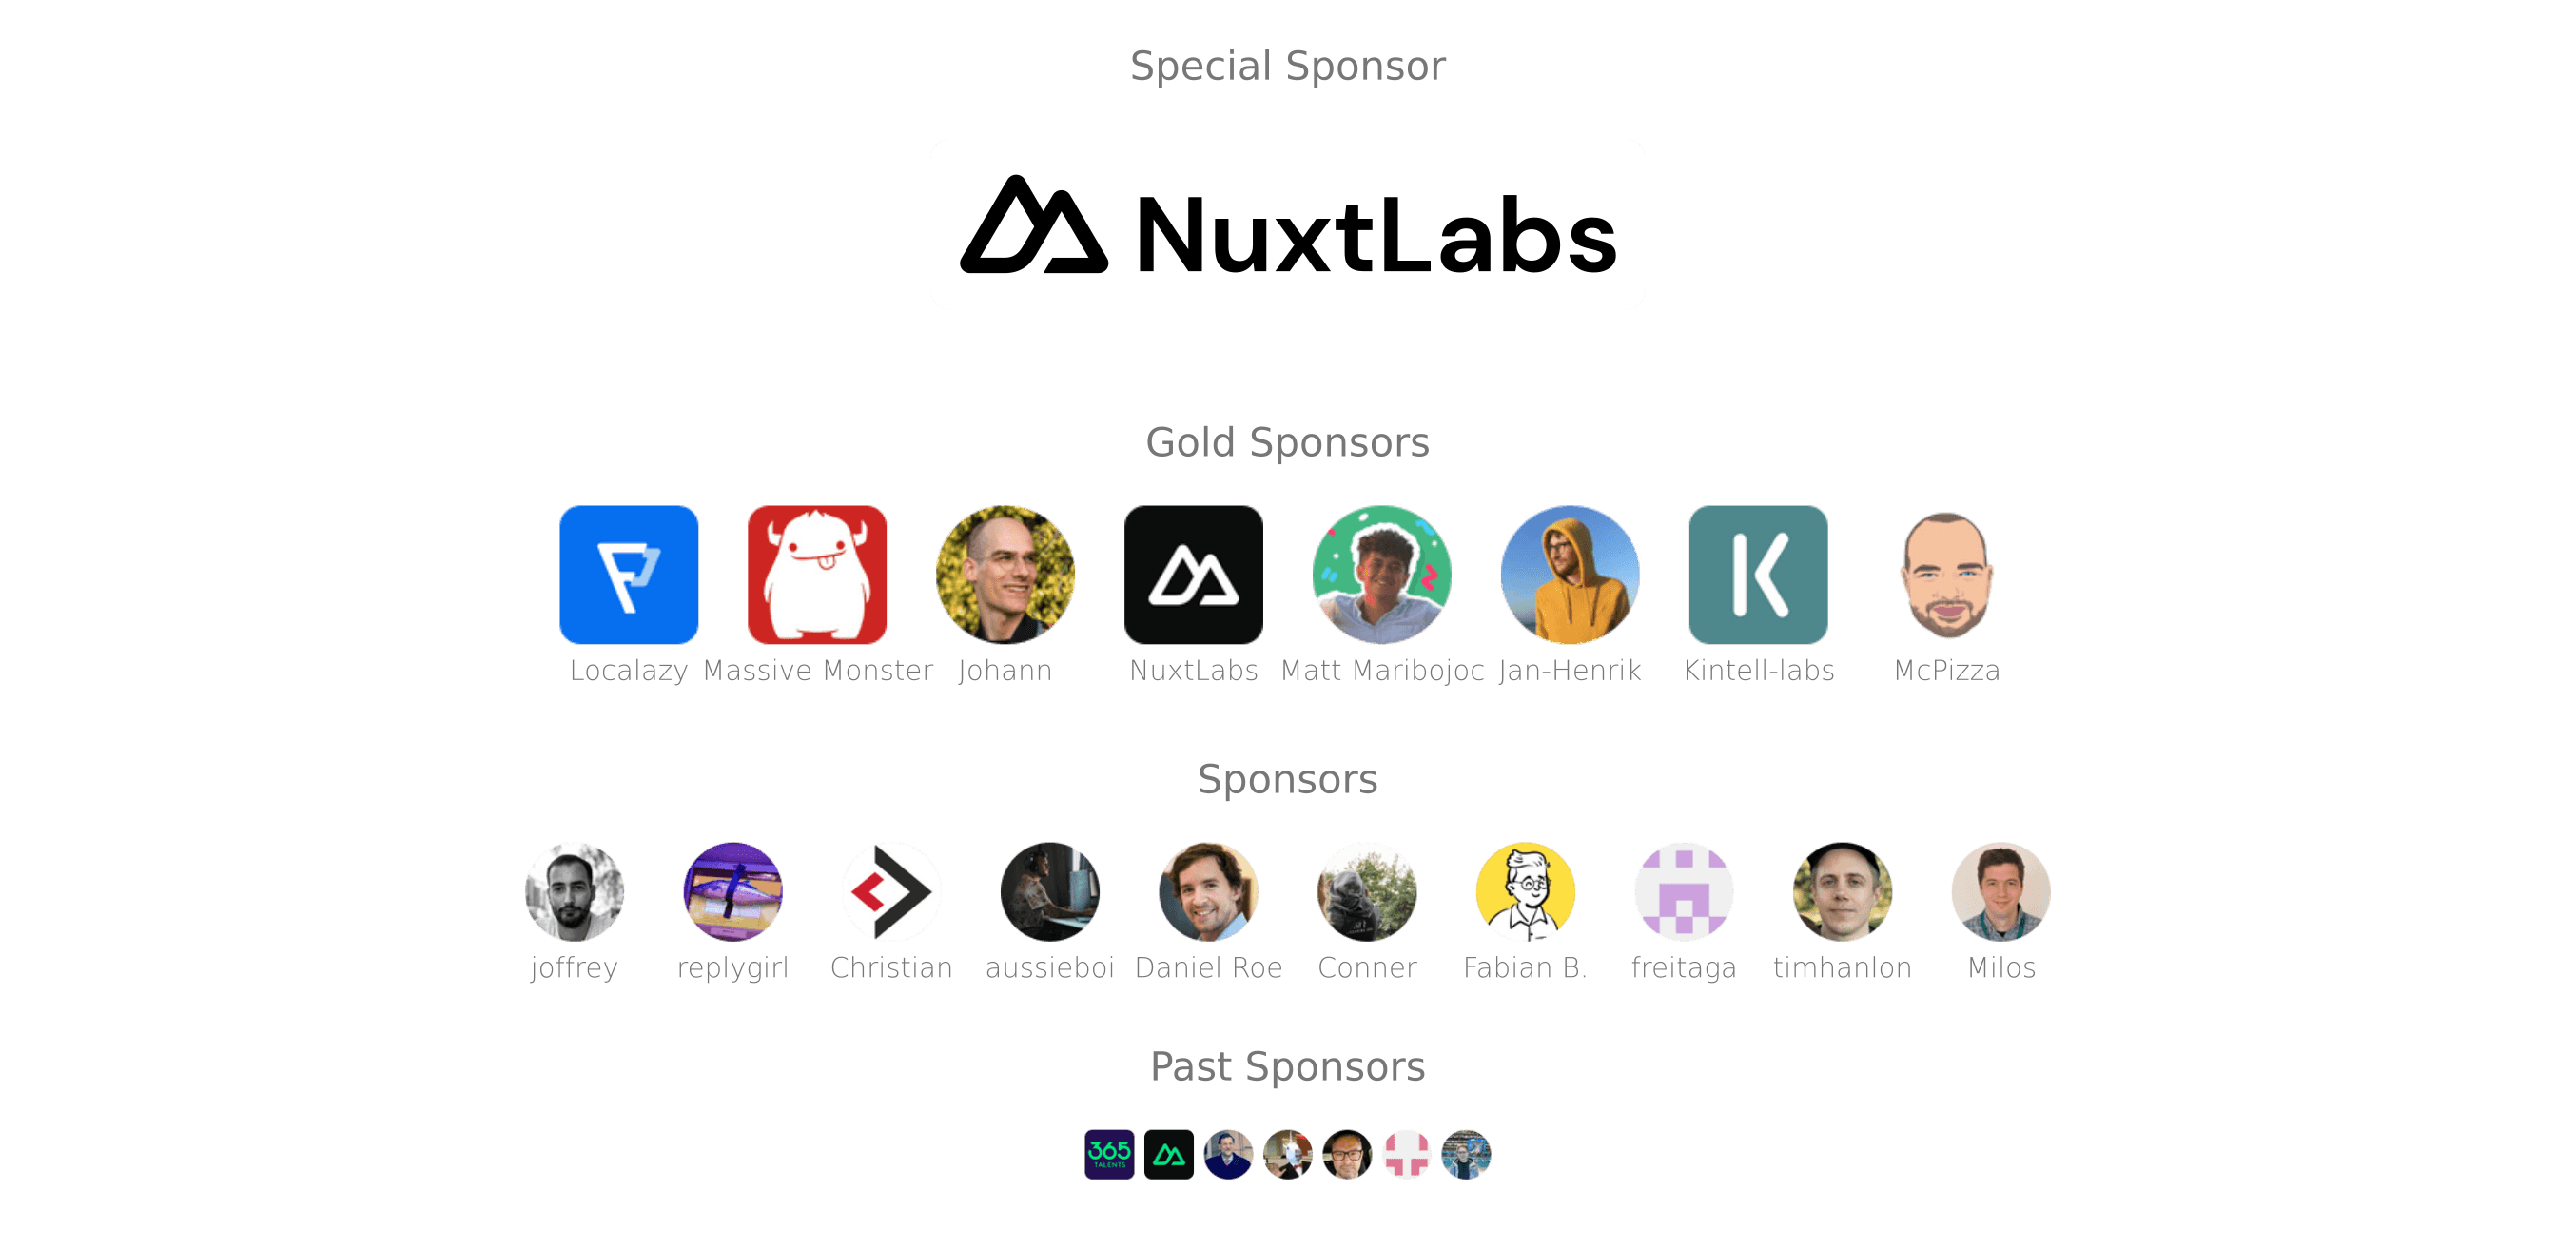 Special Sponsor
NuxtLabs
Gold Sponsors
Localazy Massive Monster Johann NuxtLabs Matt Maribojoc Jan-Henrik Kintell-labs McPizza
Sponsors
joffrey replygirl Christian aussieboi Daniel Roe Conner Fabian B. freitaga timhanlon Milos
Past Sponsors
365
TALENTS